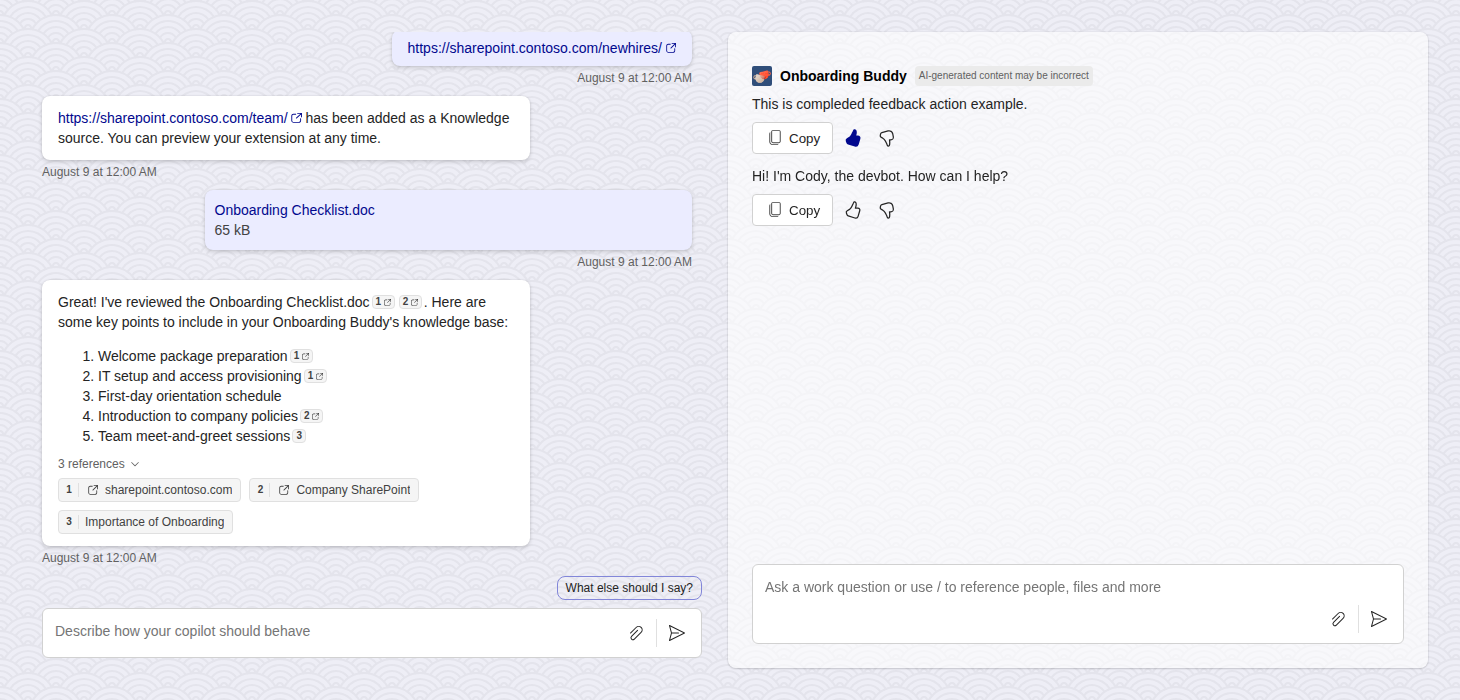 https://sharepoint.contoso.com/newhires/
August 9 at 12:00 AM
https://sharepoint.contoso.com/team/ has been added as a Knowledge
source. You can preview your extension at any time.
August 9 at 12:00 AM
Onboarding Checklist.doc
65 kB
August 9 at 12:00 AM
Great! I've reviewed the Onboarding Checklist.doc 1 2 . Here are
some key points to include in your Onboarding Buddy's knowledge base:
1. Welcome package preparation 1
2. IT setup and access provisioning 1
3. First-day orientation schedule
4. Introduction to company policies 2
5. Team meet-and-greet sessions 3
3 references
1 sharepoint.contoso.com 2 Company SharePoint
3 Importance of Onboarding
August 9 at 12:00 AM
What else should I say?
Describe how your copilot should behave
Onboarding Buddy AI-generated content may be incorrect
This is compleded feedback action example.
Copy
Hi! I'm Cody, the devbot. How can I help?
Copy
Ask a work question or use / to reference people, files and more